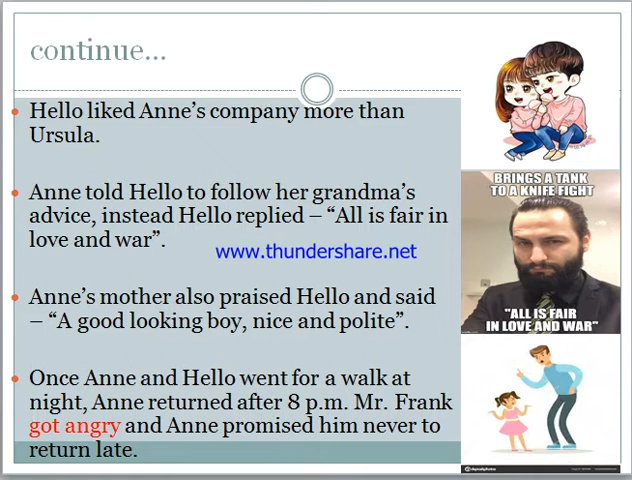 continue...
Hello liked Anne’s company more than
Ursula.
Anne told Hello to follow her grandma’s
advice, instead Hello replied – “All is fair in
love and war”.
www.thundershare.net
Anne’s mother also praised Hello and said
– “A good looking boy, nice and polite”.
Once Anne and Hello went for a walk at
night, Anne returned after 8 p.m. Mr. Frank
got angry and Anne promised him never to
return late.
BRINGS A TANK
TO A KNIFE FIGHT
"ALL IS FAIR
IN LOVE AND WAR"
depositphotos